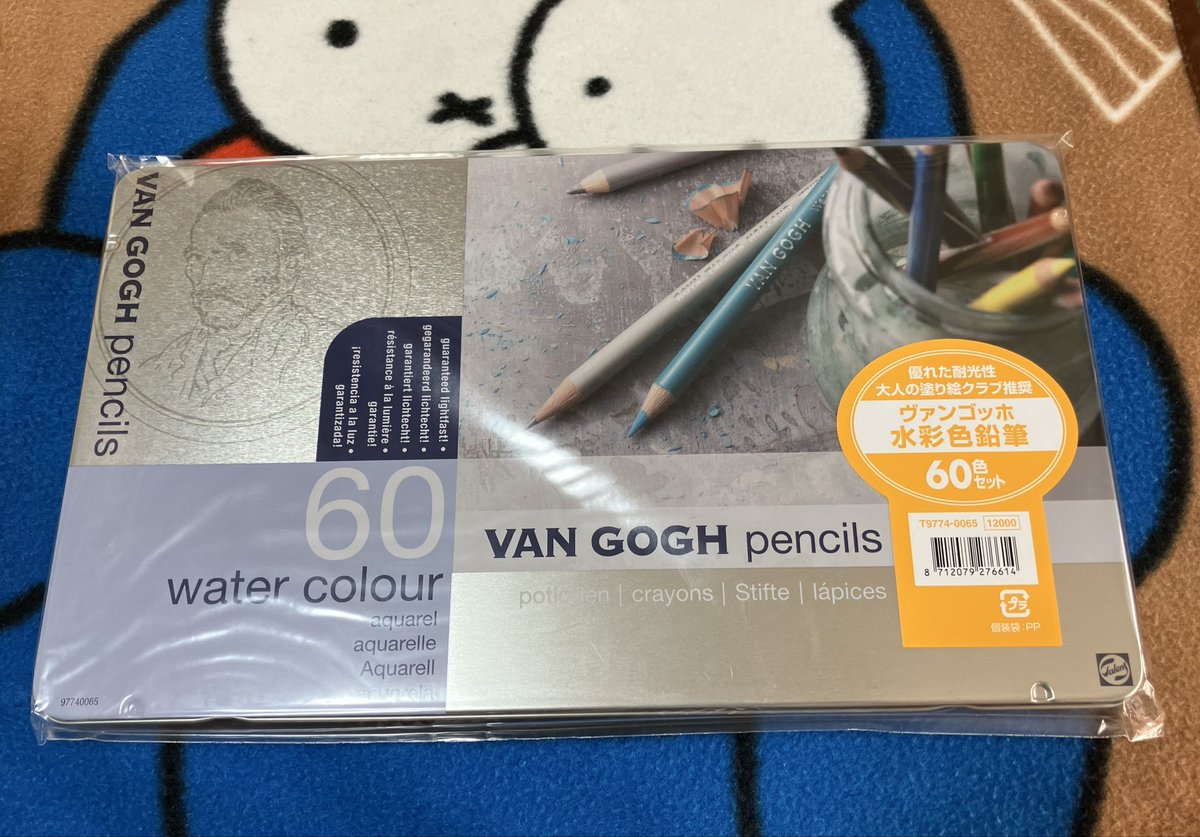 VAN GOGH pencils
guaranteed lightfast! •
gegarandeerd lichtecht! •
garantiert lichtecht! •
résistance à la lumière •
garantie!
¡resistencia a la luz •
garantizada!
60
water colour
aquarel
aquarelle
Aquarell
97740065
VAN GOGH
VAN GOGH pencils
| crayons | Stifte | lápices
優れた耐光性
大人の塗り絵クラブ推奨
ヴァンゴッホ
水彩色鉛筆
60色
セット
T9774-0065 12000
8 712079 276614
プラ
個装袋:PP
Talens